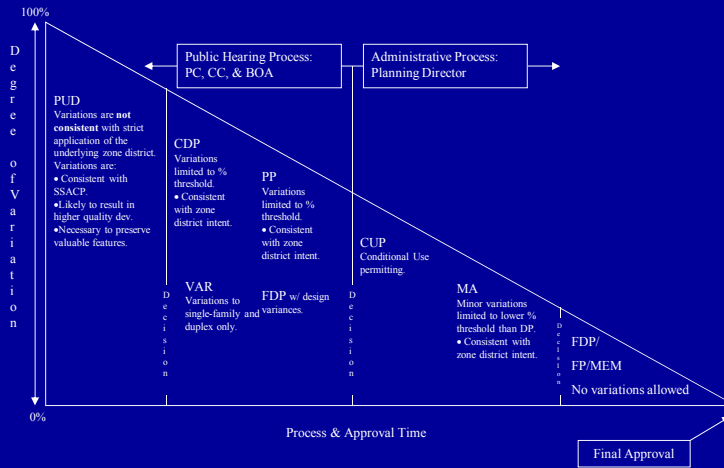 100%
Degree of Variation
0%
Public Hearing Process:
PC, CC, & BOA
Administrative Process:
Planning Director
PUD
Variations are not
consistent with strict
application of the
underlying zone district.
Variations are:
• Consistent with
SSACP.
•Likely to result in
higher quality dev.
•Necessary to preserve
valuable features.
Decision
CDP
Variations
limited to %
threshold.
• Consistent
with zone
district intent.
VAR
Variations to
single-family and
duplex only.
PP
Variations
limited to %
threshold.
• Consistent
with zone
district intent.
FDP w/ design
variances.
Decision
CUP
Conditional Use
permitting.
MA
Minor variations
limited to lower %
threshold than DP.
• Consistent with
zone district intent.
Decision
FDP/
FP/MEM
No variations allowed
Process & Approval Time
Final Approval